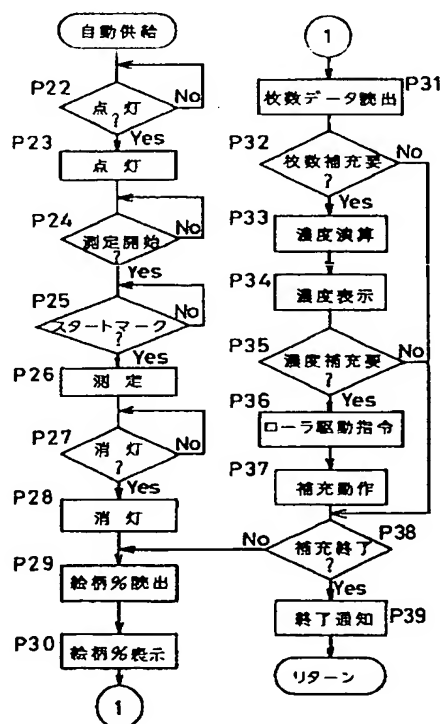 自動供給
P22
点灯
?
No
Yes
P23
点灯
P24
測定開始
?
No
Yes
P25
スタートマーク
?
No
Yes
P26
測定
P27
消灯
?
No
Yes
P28
消灯
P29
絵柄%読出
P30
絵柄%表示
1
1
P31
枚数データ読出
P32
枚数補充要
?
No
Yes
P33
濃度演算
P34
濃度表示
P35
濃度補充要
?
No
Yes
P36
ローラ駆動指令
P37
補充動作
P38
補充終了
?
No
Yes
P39
終了通知
リターン